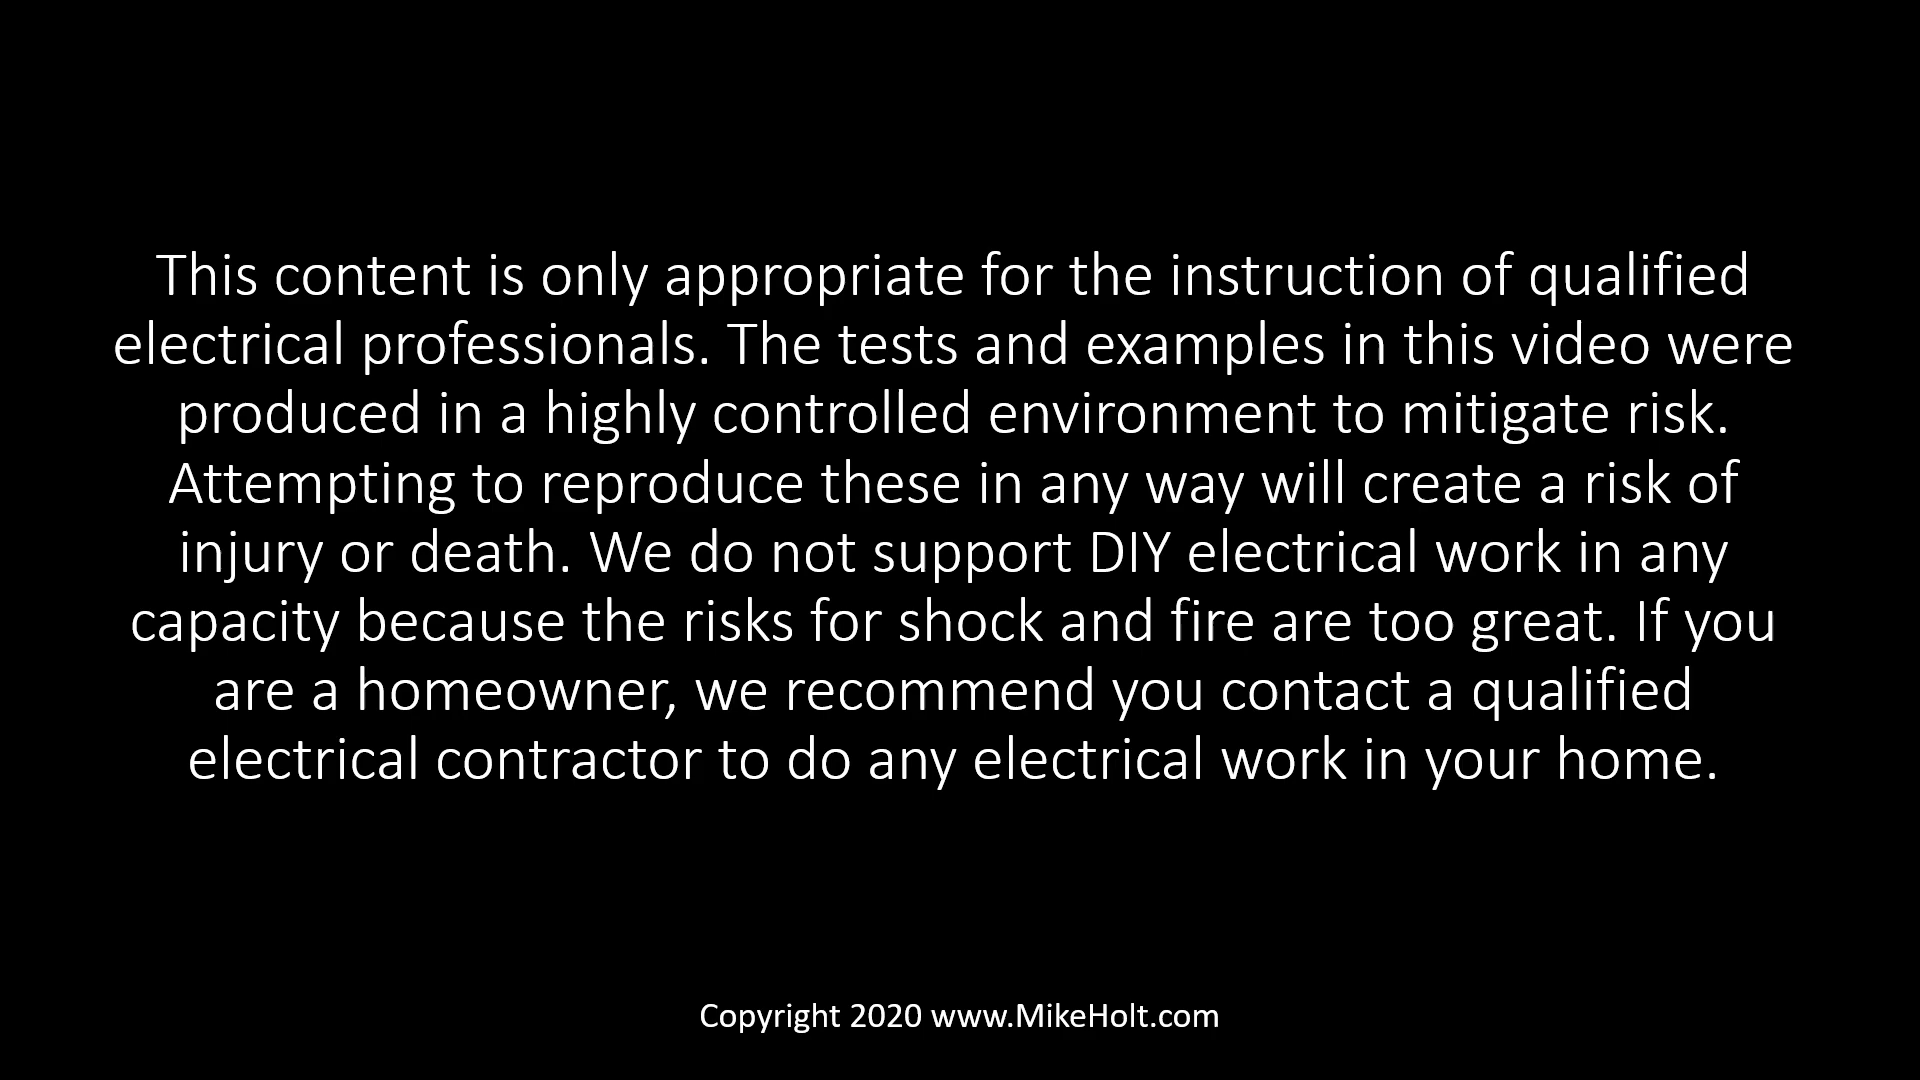 This content is only appropriate for the instruction of qualified
electrical professionals. The tests and examples in this video were
produced in a highly controlled environment to mitigate risk.
Attempting to reproduce these in any way will create a risk of
injury or death. We do not support DIY electrical work in any
capacity because the risks for shock and fire are too great. If you
are a homeowner, we recommend you contact a qualified
electrical contractor to do any electrical work in your home.
Copyright 2020 www.MikeHolt.com